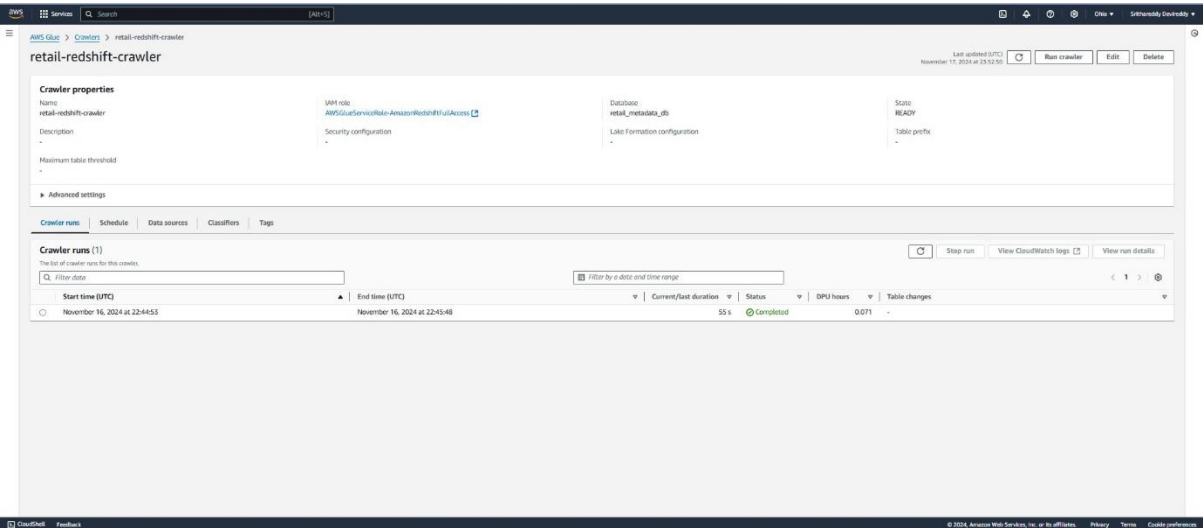 aws Services Search [Alt+S] Ohio Srithareddy Devireddy
AWS Glue > Crawlers > retail-redshift-crawler
retail-redshift-crawler
Last updated (UTC)
November 17, 2024 at 23:52:50
Run crawler Edit Delete
Crawler properties
Name IAM role Database State
retail-redshift-crawler AWSGlueServiceRole-AmazonRedshiftFullAccess retail_metadata_db READY
Description Security configuration Lake Formation configuration Table prefix
- - - -
Maximum table threshold
-
Advanced settings
Crawler runs Schedule Data sources Classifiers Tags
Crawler runs (1) Stop run View CloudWatch logs View run details
The list of crawler runs for this crawler.
Filter data Filter by a date and time range < 1 >
Start time (UTC) End time (UTC) Current/last duration Status DPU hours Table changes
November 16, 2024 at 22:44:53 November 16, 2024 at 22:45:48 55 s Completed 0.071 -
CloudShell Feedback © 2024, Amazon Web Services, Inc. or its affiliates. Privacy Terms Cookie preferences